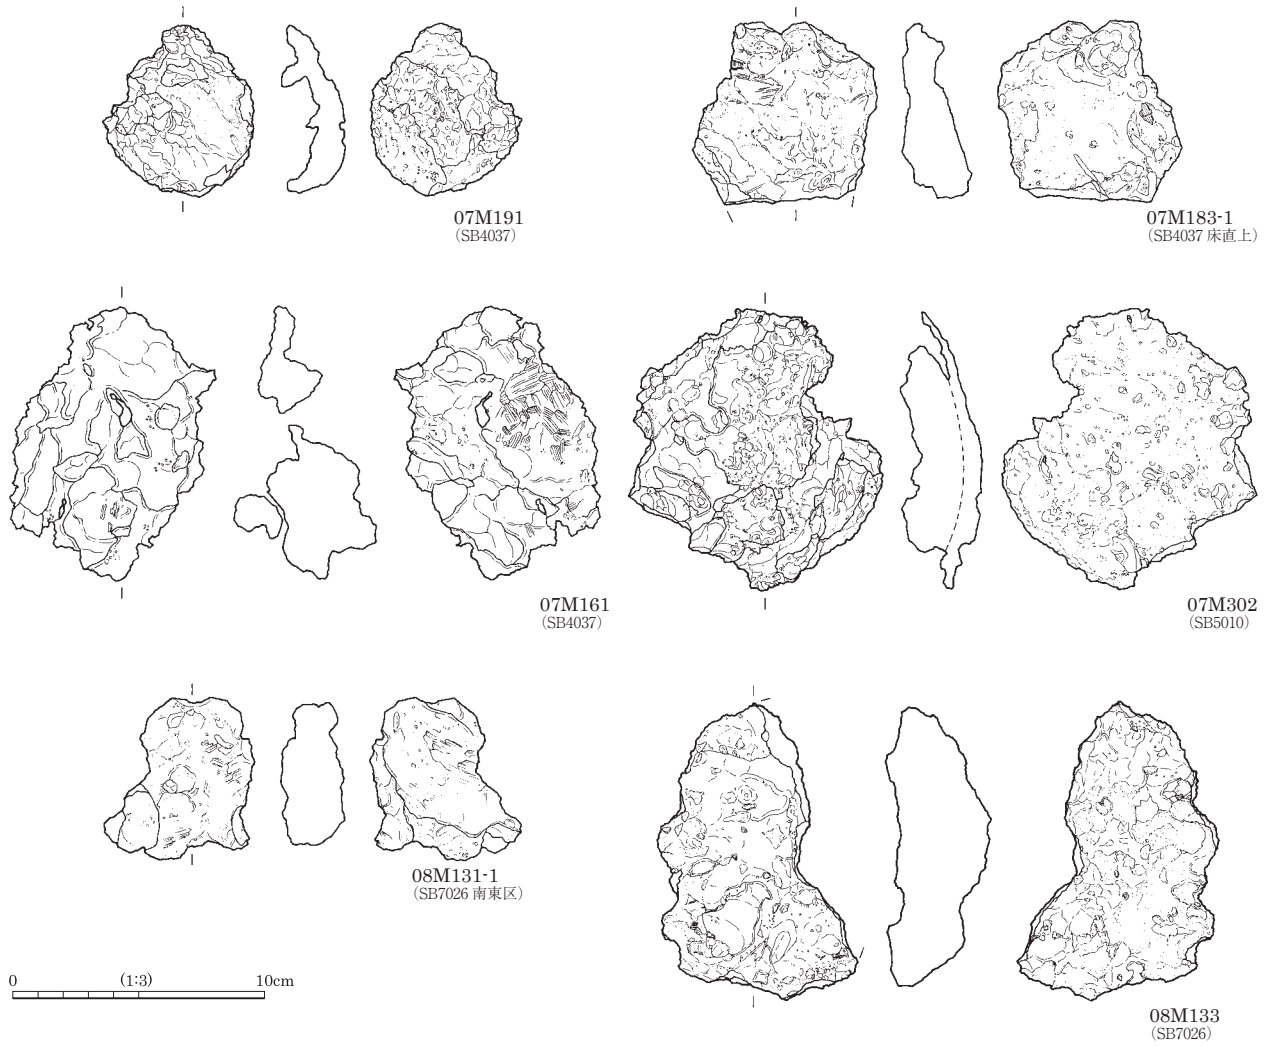 07M191
（SB4037）
07M183-1
（SB4037 床直上）
07M161
（SB4037）
07M302
（SB5010）
08M131-1
（SB7026 南東区）
0 (1:3) 10cm
08M133
（SB7026）